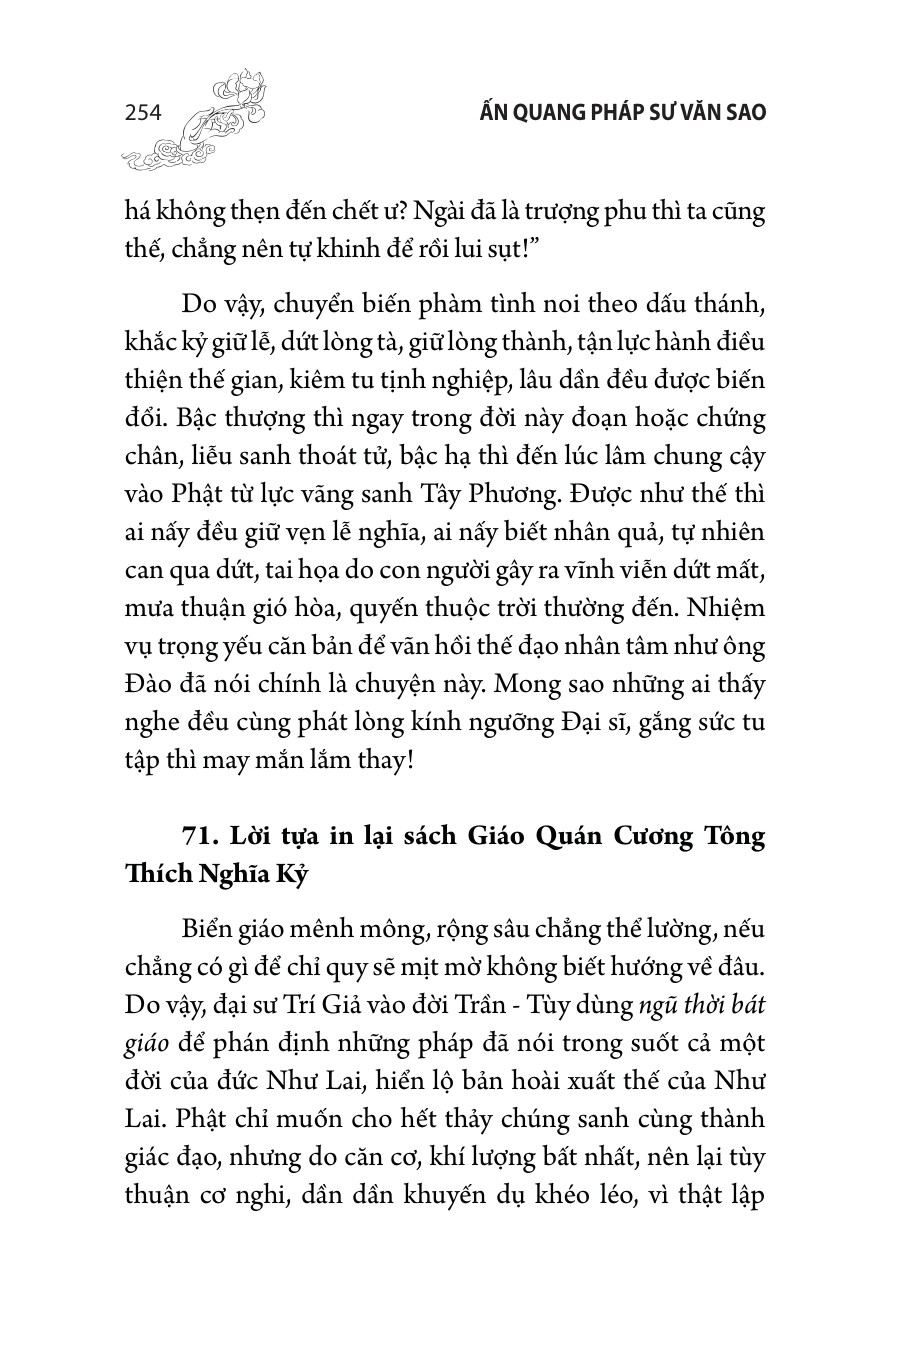 254
ẤN QUANG PHÁP SƯ VĂN SAO
há không thẹn đến chết ư? Ngài đã là trượng phu thì ta cũng
thế, chẳng nên tự khinh để rồi lui sụt!”
Do vậy, chuyển biến phàm tình noi theo dấu thánh,
khắc kỷ giữ lễ, dứt lòng tà, giữ lòng thành, tận lực hành điều
thiện thế gian, kiêm tu tịnh nghiệp, lâu dần đều được biến
đổi. Bậc thượng thì ngay trong đời này đoạn hoặc chứng
chân, liễu sanh thoát tử, bậc hạ thì đến lúc lâm chung cậy
vào Phật từ lực vãng sanh Tây Phương. Được như thế thì
ai nấy đều giữ vẹn lễ nghĩa, ai nấy biết nhân quả, tự nhiên
can qua dứt, tai họa do con người gây ra vĩnh viễn dứt mất,
mưa thuận gió hòa, quyến thuộc trời thường đến. Nhiệm
vụ trọng yếu căn bản để vãn hồi thế đạo nhân tâm như ông
Đào đã nói chính là chuyện này. Mong sao những ai thấy
nghe đều cùng phát lòng kính ngưỡng Đại sĩ, gắng sức tu
tập thì may mắn lắm thay!
71. Lời tựa in lại sách Giáo Quán Cương Tông
Thích Nghĩa Kỷ
Biển giáo mênh mông, rộng sâu chẳng thể lường, nếu
chẳng có gì để chỉ quy sẽ mịt mờ không biết hướng về đâu.
Do vậy, đại sư Trí Giả vào đời Trần - Tùy dùng ngũ thời bát
giáo để phán định những pháp đã nói trong suốt cả một
đời của đức Như Lai, hiển lộ bản hoài xuất thế của Như
Lai. Phật chỉ muốn cho hết thảy chúng sanh cùng thành
giác đạo, nhưng do căn cơ, khí lượng bất nhất, nên lại tùy
thuận cơ nghi, dần dần khuyến dụ khéo léo, vì thật lập